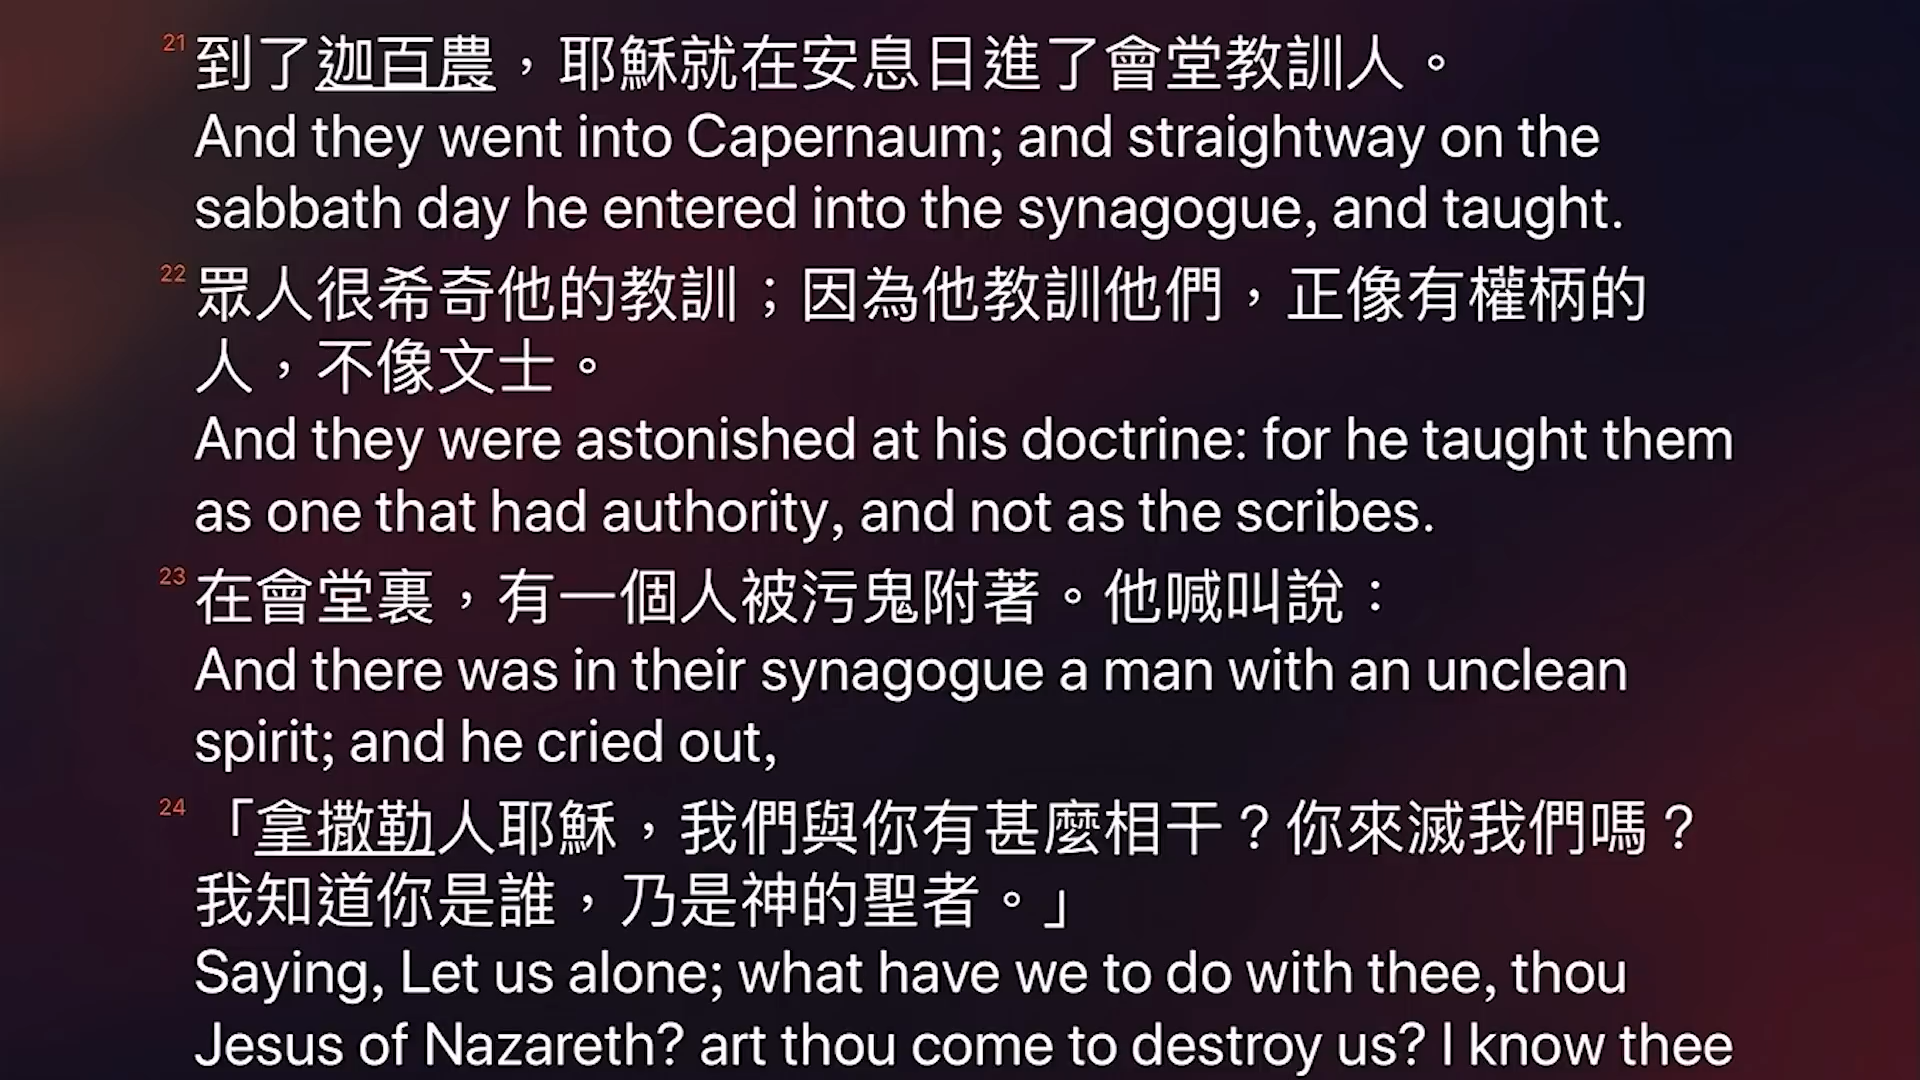 21 到了迦百農，耶穌就在安息日進了會堂教訓人。
And they went into Capernaum; and straightway on the
sabbath day he entered into the synagogue, and taught.
22 眾人很希奇他的教訓；因為他教訓他們，正像有權柄的
人，不像文士。
And they were astonished at his doctrine: for he taught them
as one that had authority, and not as the scribes.
23 在會堂裏，有一個人被污鬼附著。他喊叫說：
And there was in their synagogue a man with an unclean
spirit; and he cried out,
24 「拿撒勒人耶穌，我們與你有甚麼相干？你來滅我們嗎？
我知道你是誰，乃是神的聖者。」
Saying, Let us alone; what have we to do with thee, thou
Jesus of Nazareth? art thou come to destroy us? I know thee